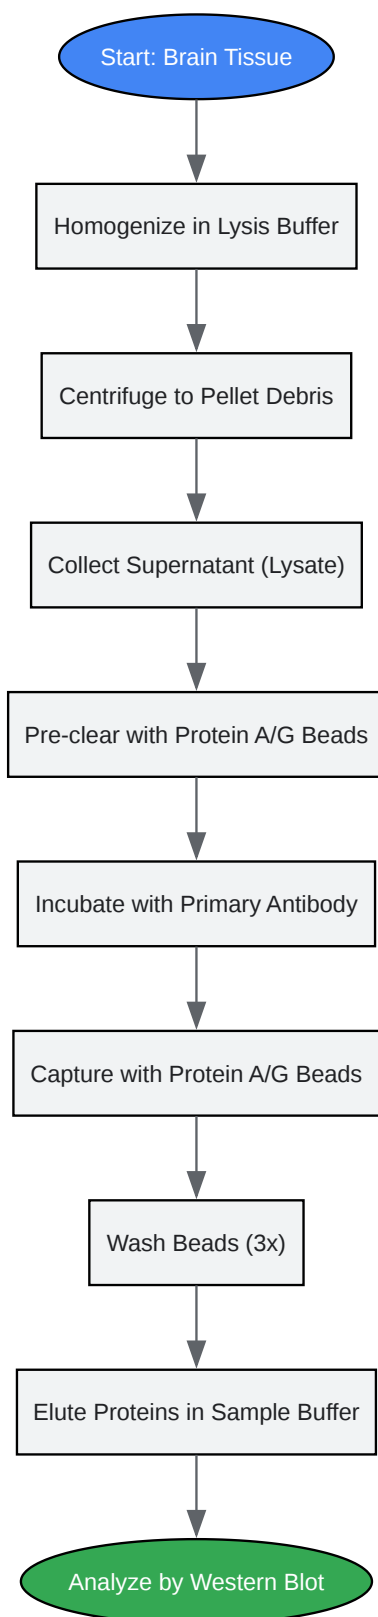 Start: Brain Tissue
Homogenize in Lysis Buffer
Centrifuge to Pellet Debris
Collect Supernatant (Lysate)
Pre-clear with Protein A/G Beads
Incubate with Primary Antibody
Capture with Protein A/G Beads
Wash Beads (3x)
Elute Proteins in Sample Buffer
Analyze by Western Blot